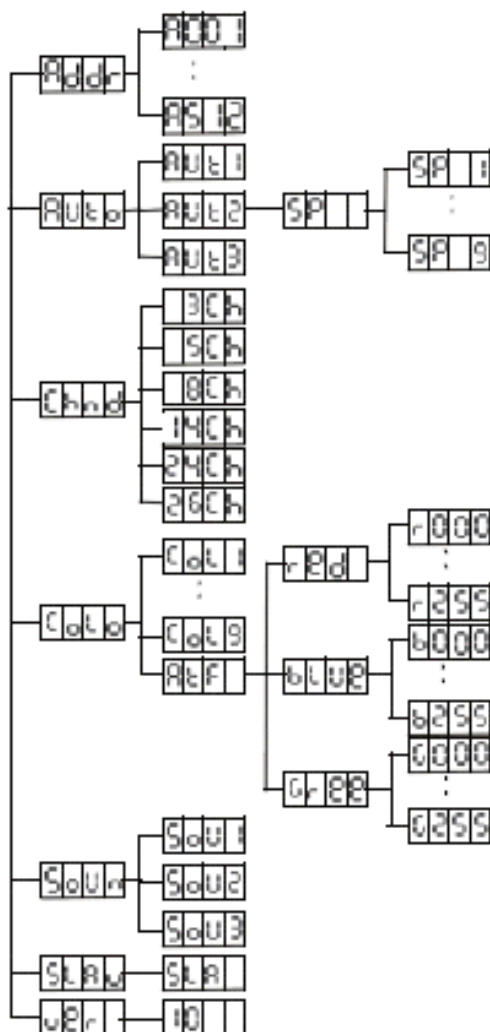 Addr
A001
AS12
AUto
AUt1
AUt2
AUt3
SP
SP 1
SP 9
Chnd
3Ch
5Ch
8Ch
14Ch
24Ch
26Ch
CoLo
CoL1
CoL9
AtF
red
r000
r255
bLUe
b000
b255
Gree
G000
G255
SoUn
SoU1
SoU2
SoU3
SLAv
SLA
ver
10